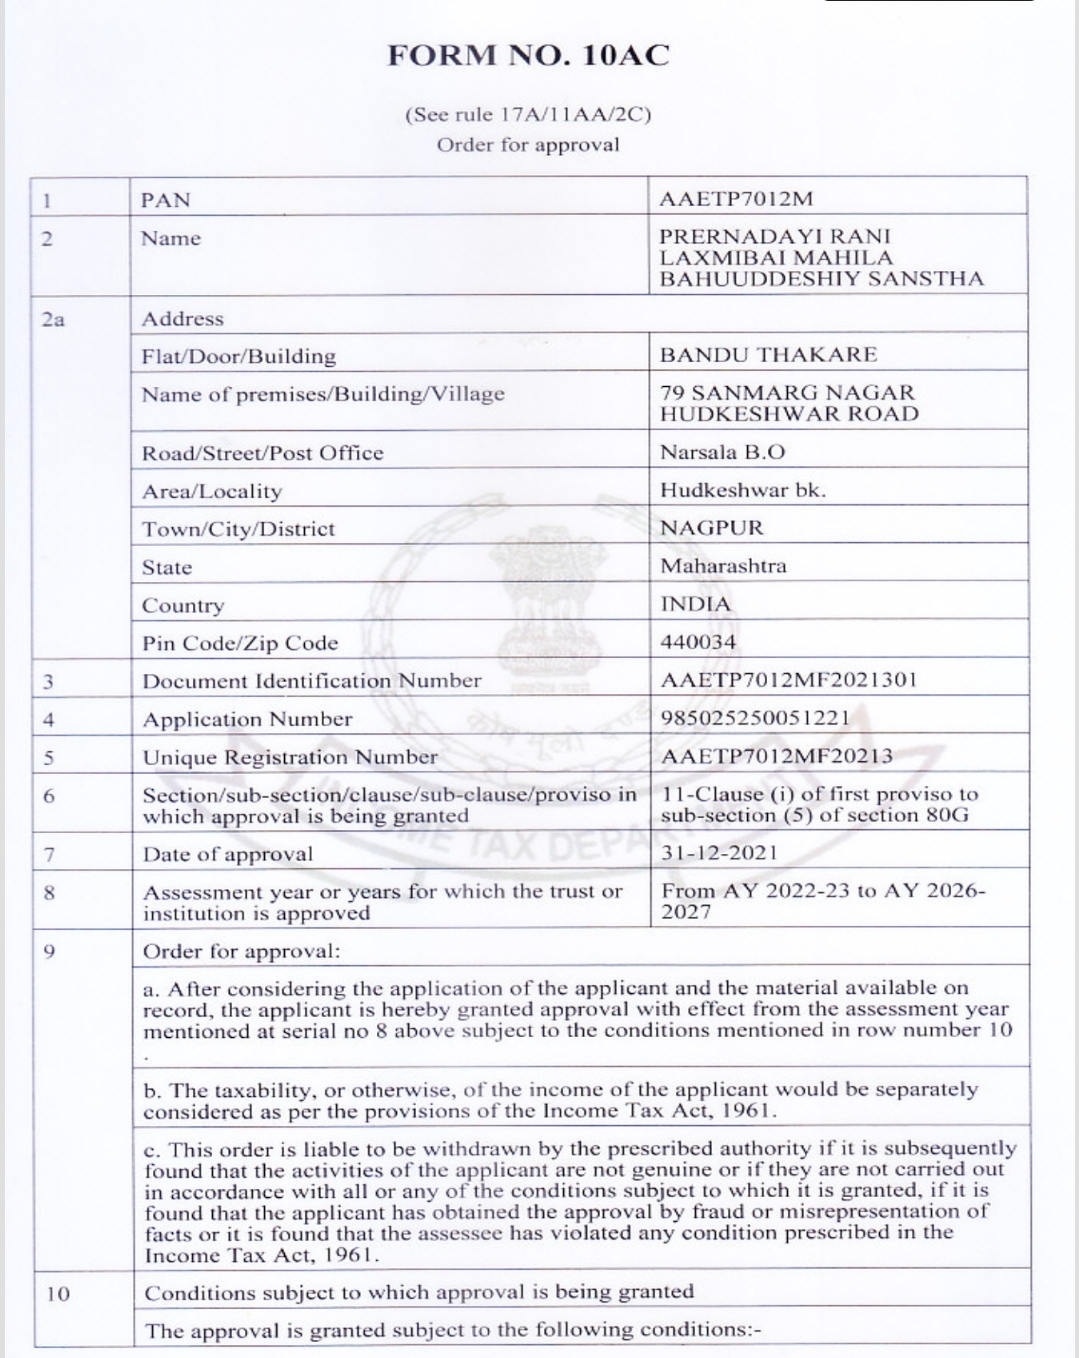 FORM NO. 10AC
(See rule 17A/11AA/2C)
Order for approval
1 PAN AAETP7012M
2 Name PRERNADAYI RANI
LAXMIBAI MAHILA
BAHUUDDESHIY SANSTHA
2a Address
Flat/Door/Building BANDU THAKARE
Name of premises/Building/Village 79 SANMARG NAGAR
HUDKESHWAR ROAD
Road/Street/Post Office Narsala B.O
Area/Locality Hudkeshwar bk.
Town/City/District NAGPUR
State Maharashtra
Country INDIA
Pin Code/Zip Code 440034
3 Document Identification Number AAETP7012MF2021301
4 Application Number 985025250051221
5 Unique Registration Number AAETP7012MF20213
6 Section/sub-section/clause/sub-clause/proviso in 11-Clause (i) of first proviso to
which approval is being granted sub-section (5) of section 80G
7 Date of approval 31-12-2021
8 Assessment year or years for which the trust or From AY 2022-23 to AY 2026-
institution is approved 2027
9 Order for approval:
a. After considering the application of the applicant and the material available on
record, the applicant is hereby granted approval with effect from the assessment year
mentioned at serial no 8 above subject to the conditions mentioned in row number 10
.
b. The taxability, or otherwise, of the income of the applicant would be separately
considered as per the provisions of the Income Tax Act, 1961.
c. This order is liable to be withdrawn by the prescribed authority if it is subsequently
found that the activities of the applicant are not genuine or if they are not carried out
in accordance with all or any of the conditions subject to which it is granted, if it is
found that the applicant has obtained the approval by fraud or misrepresentation of
facts or it is found that the assessee has violated any condition prescribed in the
Income Tax Act, 1961.
10 Conditions subject to which approval is being granted
The approval is granted subject to the following conditions:-
कोष मूलो दण्ड
INCOME TAX DEPARTMENT